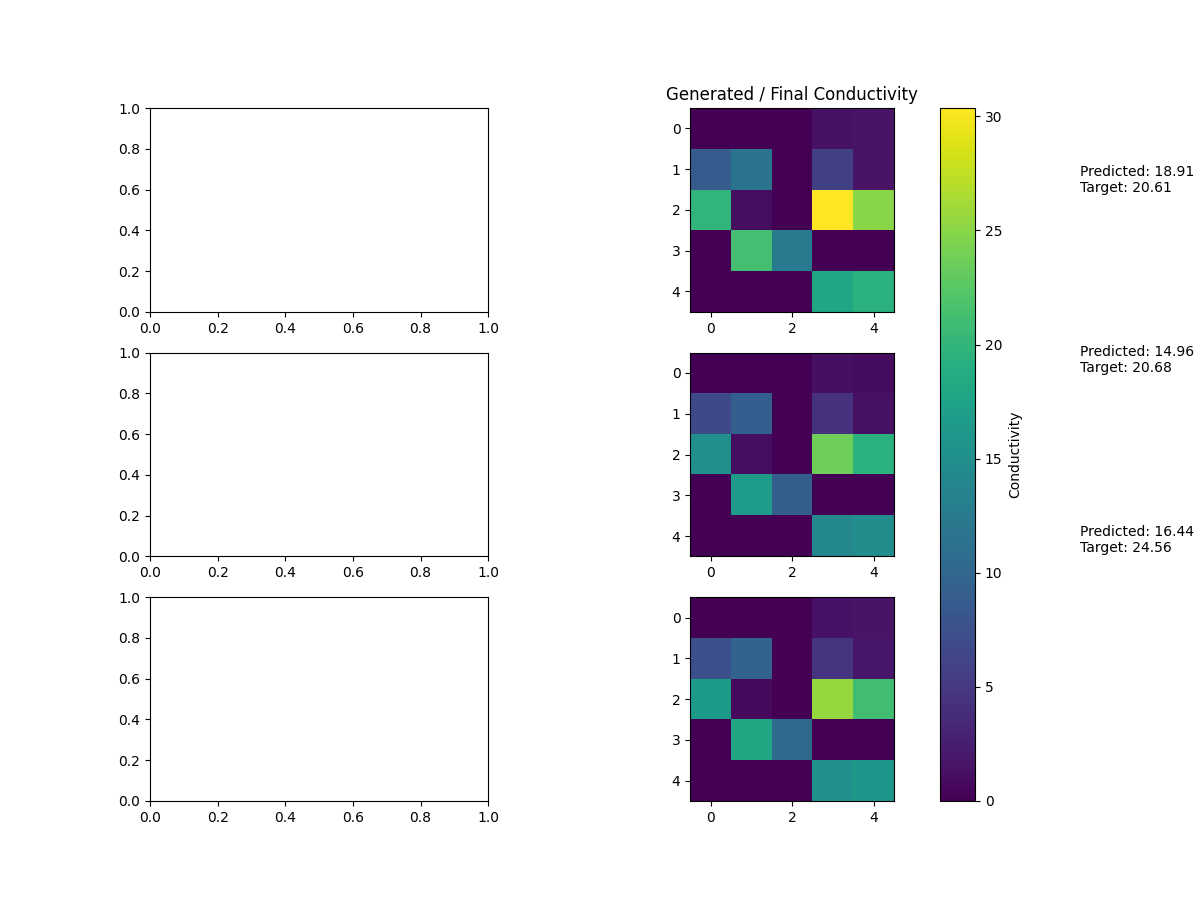 Generated / Final Conductivity
1.0
0.8
0.6
0.4
0.2
0.0
0.0 0.2 0.4 0.6 0.8 1.0
0
1
2
3
4
0 2 4
1.0
0.8
0.6
0.4
0.2
0.0
0.0 0.2 0.4 0.6 0.8 1.0
0
1
2
3
4
0 2 4
1.0
0.8
0.6
0.4
0.2
0.0
0.0 0.2 0.4 0.6 0.8 1.0
0
1
2
3
4
0 2 4
30
25
20
15
10
5
0
Conductivity
Predicted: 18.91
Target: 20.61
Predicted: 14.96
Target: 20.68
Predicted: 16.44
Target: 24.56